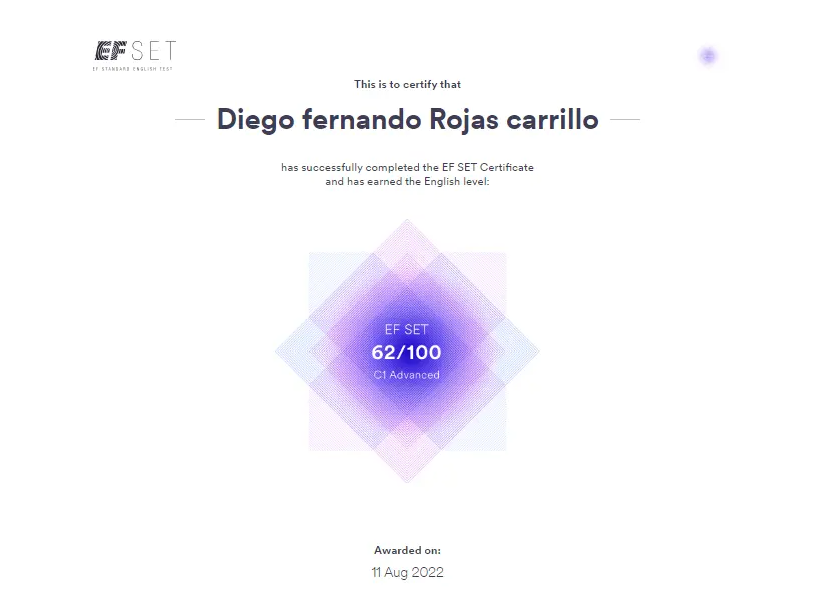 EF SET
EF STANDARD ENGLISH TEST
This is to certify that
Diego fernando Rojas carrillo
has successfully completed the EF SET Certificate
and has earned the English level:
EF SET
62/100
C1 Advanced
Awarded on:
11 Aug 2022